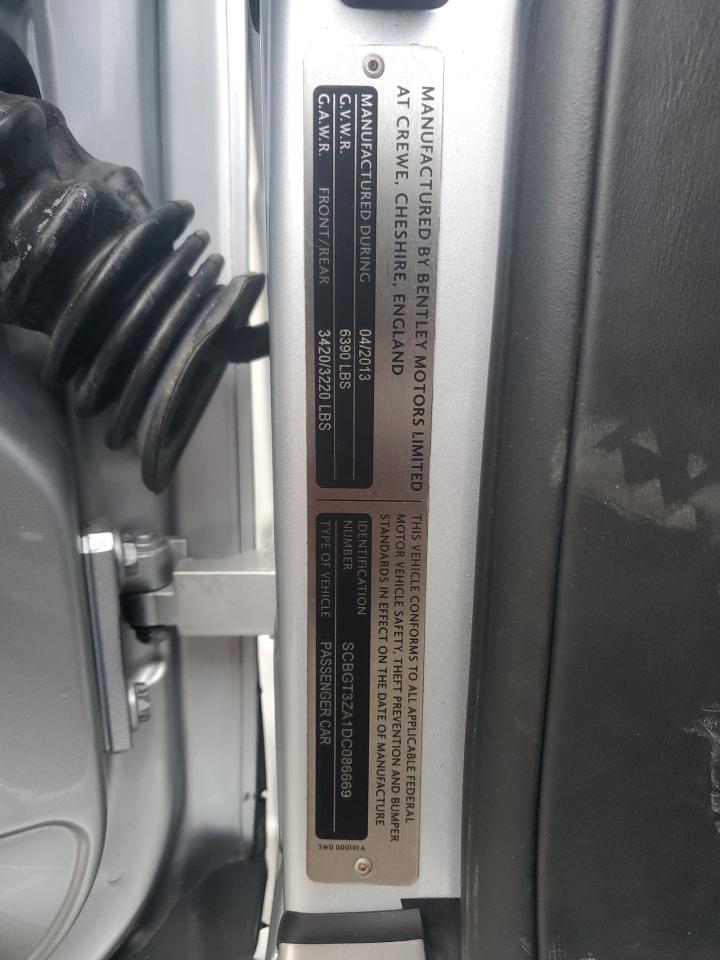 MANUFACTURED BY BENTLEY MOTORS LIMITED
AT CREWE, CHESHIRE, ENGLAND
MANUFACTURED DURING 04/2013
G.V.W.R. 6390 LBS
G.A.W.R. FRONT/REAR 3420/3220 LBS
THIS VEHICLE CONFORMS TO ALL APPLICABLE FEDERAL
MOTOR VEHICLE SAFETY, THEFT PREVENTION AND BUMPER
STANDARDS IN EFFECT ON THE DATE OF MANUFACTURE
IDENTIFICATION
NUMBER SCBGT3ZA1DC086669
TYPE OF VEHICLE PASSENGER CAR
3W0 000101A